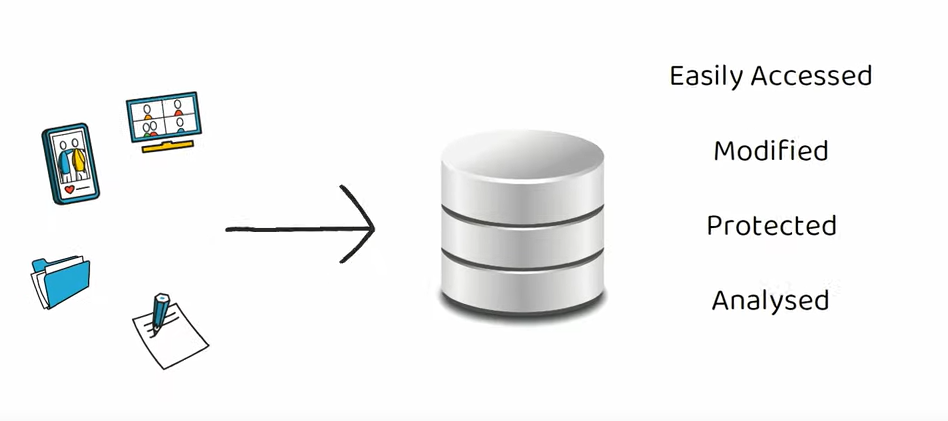 Easily Accessed
Modified
Protected
Analysed